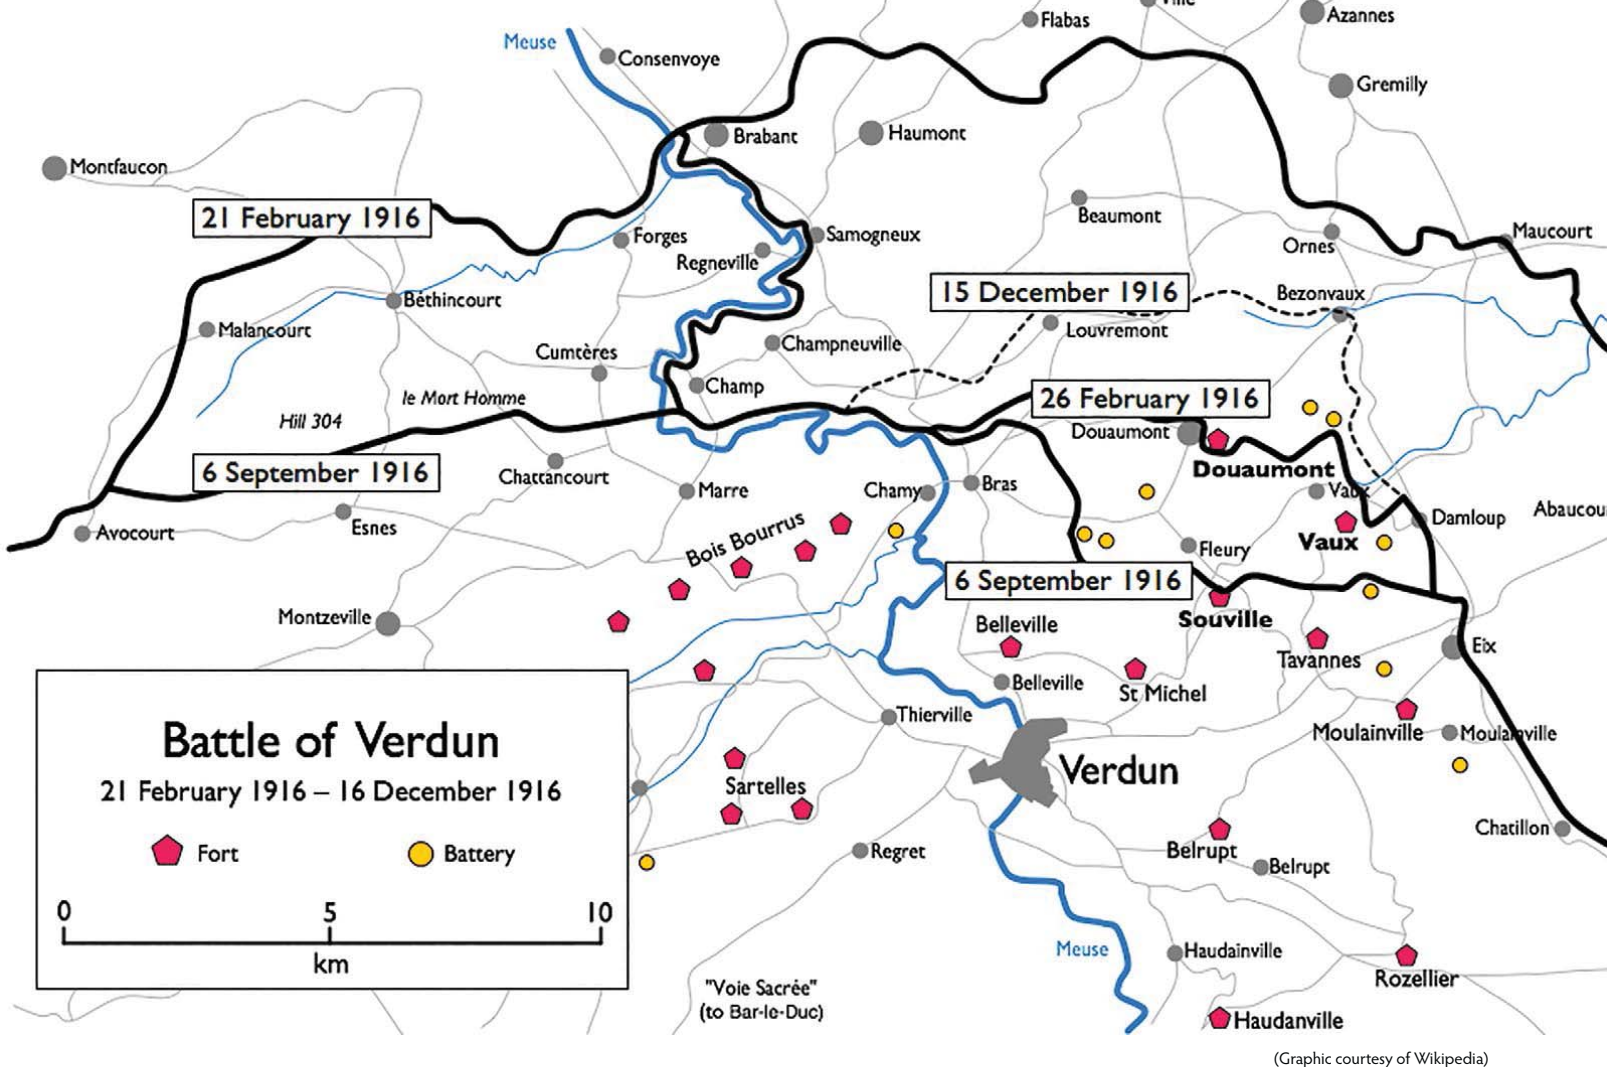 Ville
Azannes
Flabas
Meuse
Consenvoye
Gremilly
Brabant
Haumont
Montfaucon
21 February 1916
Beaumont
Forges
Samogneux
Maucourt
Ornes
Regneville
15 December 1916
Bezonvaux
Béthincourt
Malancourt
Louvremont
Champneuville
Cumtères
Champ
le Mort Homme
26 February 1916
Hill 304
Douaumont
Douaumont
6 September 1916
Chattancourt
Marre
Chamy
Bras
Vaux
Damloup
Abaucou
Avocourt
Esnes
Bois Bourrus
Vaux
Fleury
6 September 1916
Montzeville
Belleville
Souville
Eix
Tavannes
Belleville
St Michel
Thierville
Moulainville
Moulainville
Battle of Verdun
21 February 1916 – 16 December 1916
Verdun
Sartelles
Fort
Battery
Regret
Chatillon
Belrupt
Belrupt
0 5 10
km
Meuse
Haudainville
Rozellier
"Voie Sacrée"
(to Bar-le-Duc)
Haudanville
(Graphic courtesy of Wikipedia)